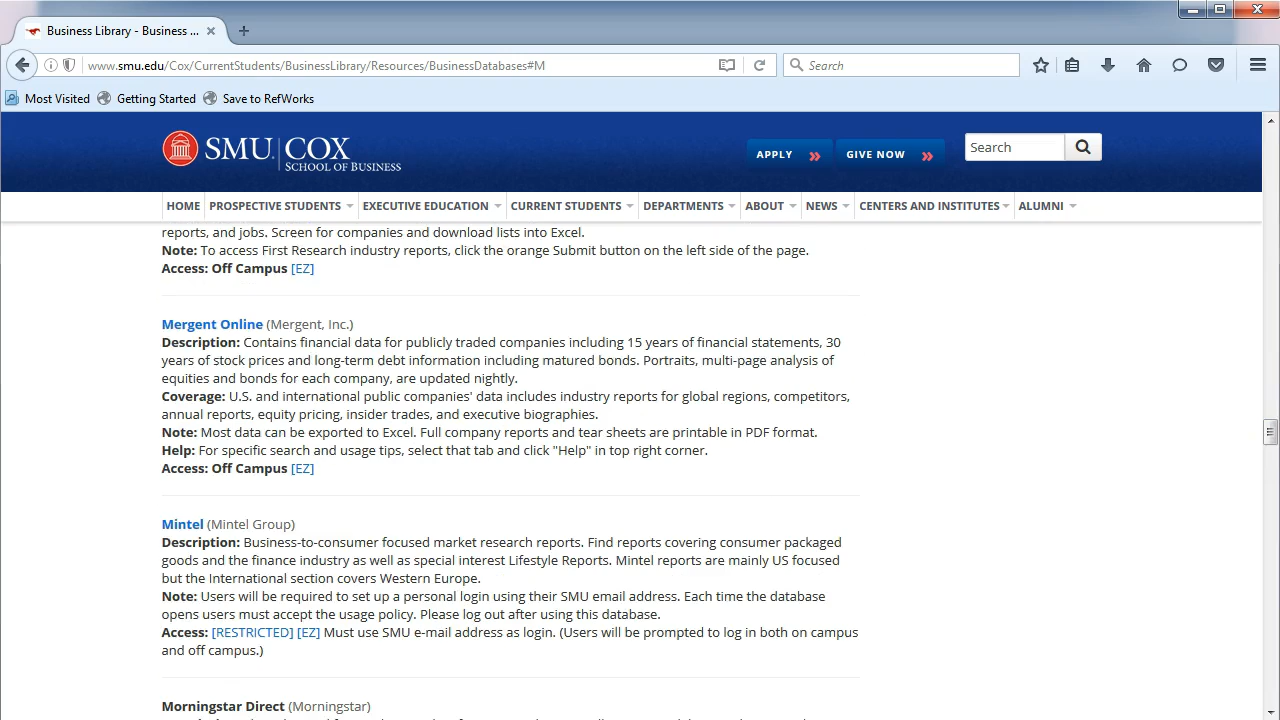 Business Library - Business ...
www.smu.edu/Cox/CurrentStudents/BusinessLibrary/Resources/BusinessDatabases#M
Search
Most Visited Getting Started Save to RefWorks
SMU. COX
SCHOOL OF BUSINESS
APPLY
GIVE NOW
Search
HOME PROSPECTIVE STUDENTS EXECUTIVE EDUCATION CURRENT STUDENTS DEPARTMENTS ABOUT NEWS CENTERS AND INSTITUTES ALUMNI
reports, and jobs. Screen for companies and download lists into Excel.
Note: To access First Research industry reports, click the orange Submit button on the left side of the page.
Access: Off Campus [EZ]
Mergent Online (Mergent, Inc.)
Description: Contains financial data for publicly traded companies including 15 years of financial statements, 30
years of stock prices and long-term debt information including matured bonds. Portraits, multi-page analysis of
equities and bonds for each company, are updated nightly.
Coverage: U.S. and international public companies' data includes industry reports for global regions, competitors,
annual reports, equity pricing, insider trades, and executive biographies.
Note: Most data can be exported to Excel. Full company reports and tear sheets are printable in PDF format.
Help: For specific search and usage tips, select that tab and click "Help" in top right corner.
Access: Off Campus [EZ]
Mintel (Mintel Group)
Description: Business-to-consumer focused market research reports. Find reports covering consumer packaged
goods and the finance industry as well as special interest Lifestyle Reports. Mintel reports are mainly US focused
but the International section covers Western Europe.
Note: Users will be required to set up a personal login using their SMU email address. Each time the database
opens users must accept the usage policy. Please log out after using this database.
Access: [RESTRICTED] [EZ] Must use SMU e-mail address as login. (Users will be prompted to log in both on campus
and off campus.)
Morningstar Direct (Morningstar)